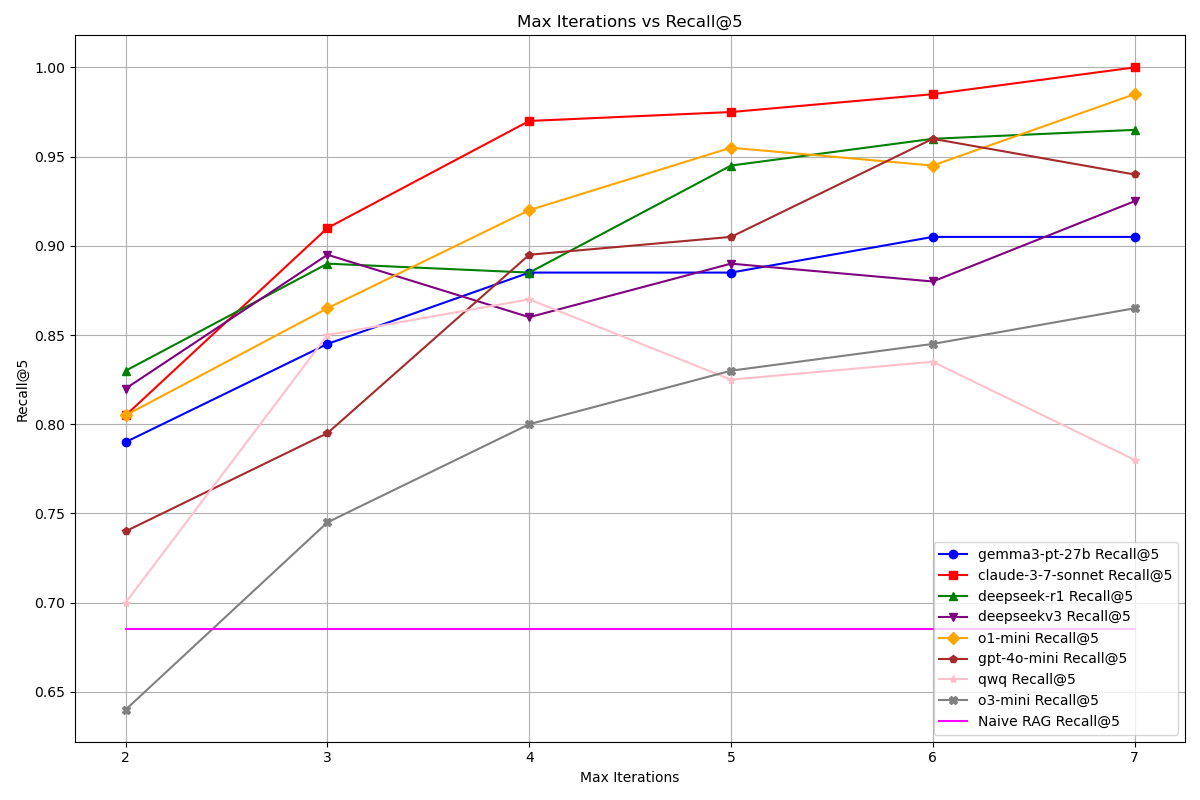 Max Iterations vs Recall@5
Recall@5
1.00
0.95
0.90
0.85
0.80
0.75
0.70
0.65
2 3 4 5 6 7
Max Iterations
gemma3-pt-27b Recall@5
claude-3-7-sonnet Recall@5
deepseek-r1 Recall@5
deepseekv3 Recall@5
o1-mini Recall@5
gpt-4o-mini Recall@5
qwq Recall@5
o3-mini Recall@5
Naive RAG Recall@5